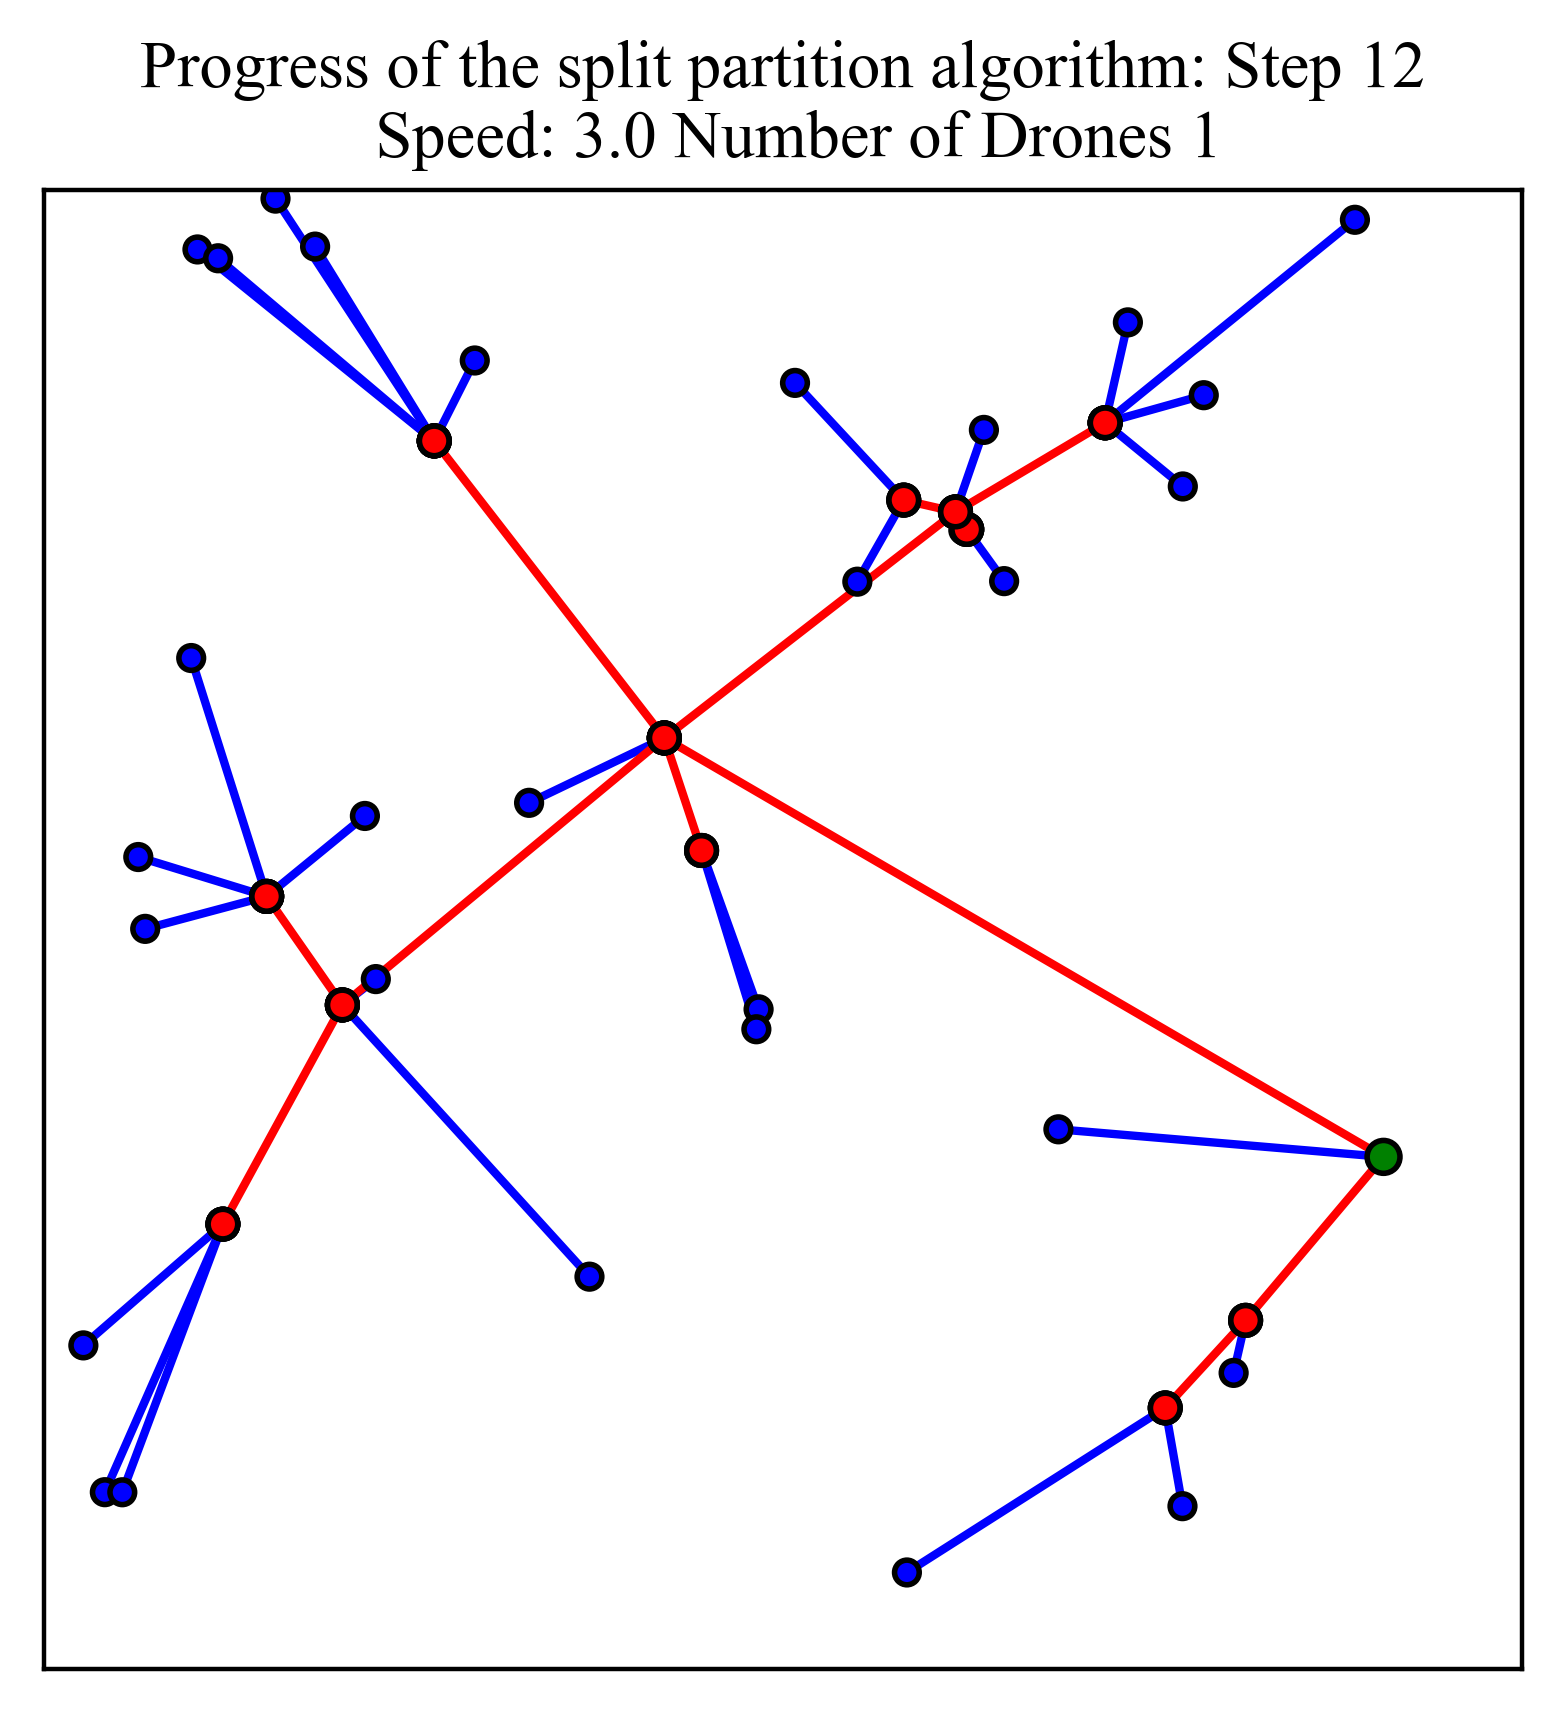 Progress of the split partition algorithm: Step 12
Speed: 3.0 Number of Drones 1